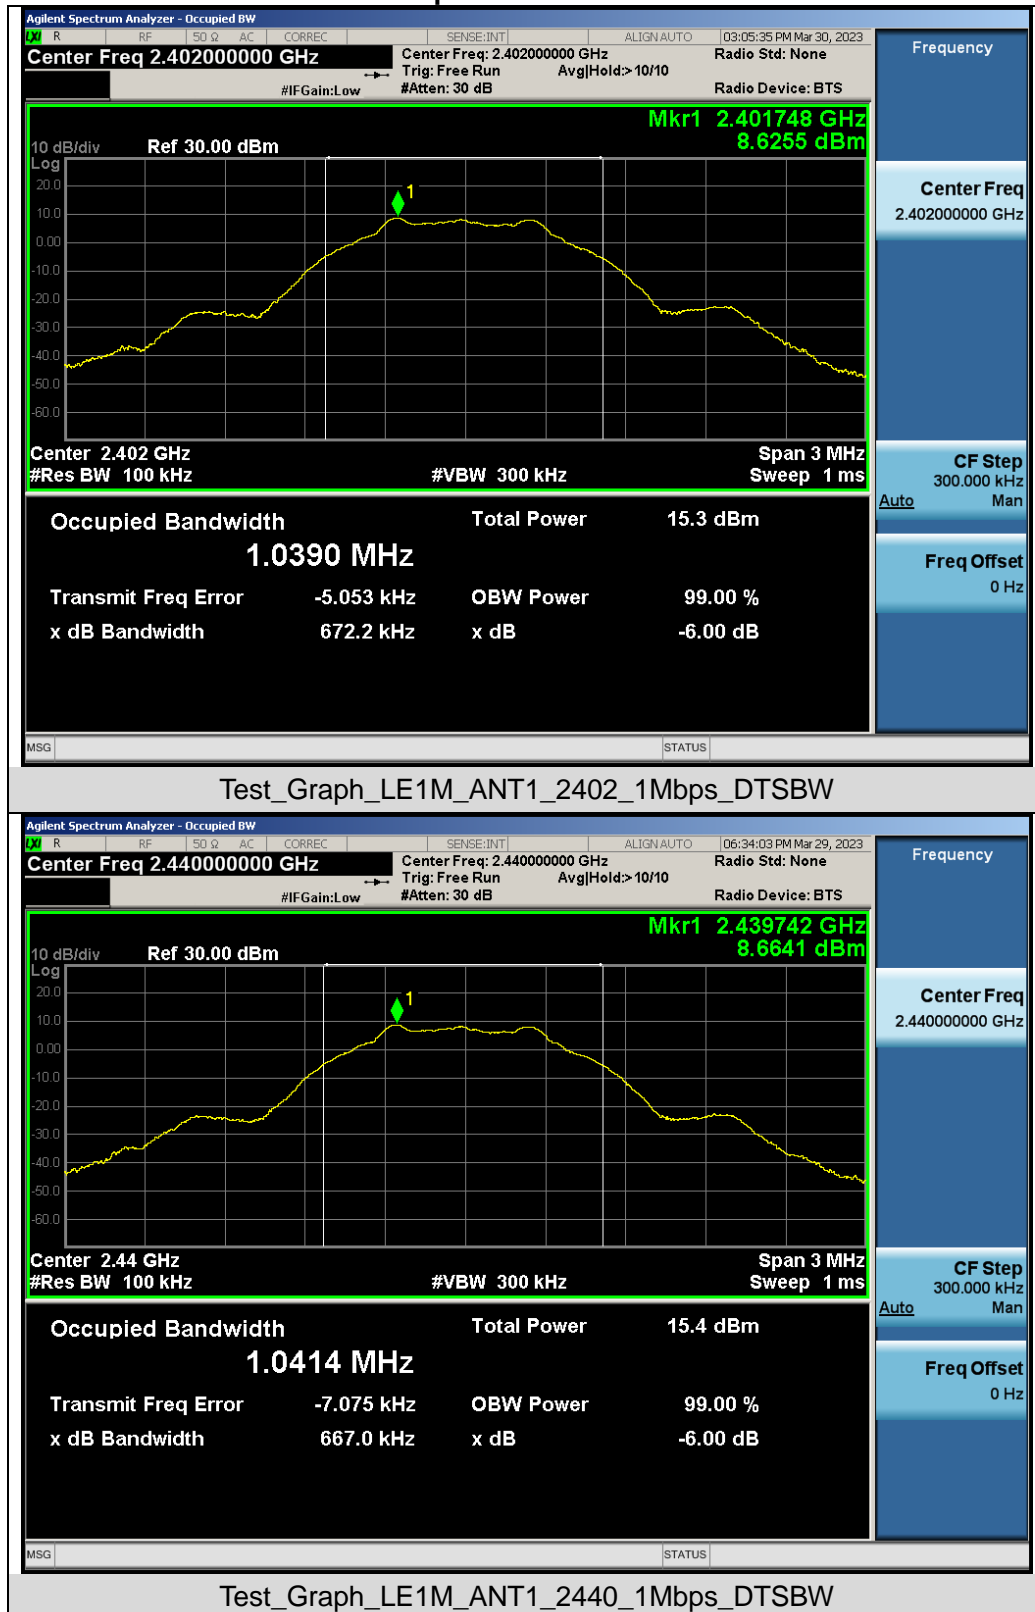 Agilent Spectrum Analyzer - Occupied BW
LXI R RF 50 Ω AC CORREC SENSE:INT ALIGN AUTO 03:05:35 PM Mar 30, 2023
Center Freq 2.402000000 GHz
Center Freq: 2.402000000 GHz Radio Std: None
Trig: Free Run Avg|Hold:> 10/10
#IFGain:Low #Atten: 30 dB Radio Device: BTS
Frequency
Mkr1 2.401748 GHz
8.6255 dBm
10 dB/div Ref 30.00 dBm
Log
20.0
1
10.0
0.00
-10.0
-20.0
-30.0
-40.0
-50.0
-60.0
Center 2.402 GHz Span 3 MHz
#Res BW 100 kHz #VBW 300 kHz Sweep 1 ms
Center Freq
2.402000000 GHz
CF Step
300.000 kHz
Auto Man
Freq Offset
0 Hz
Occupied Bandwidth Total Power 15.3 dBm
1.0390 MHz
Transmit Freq Error -5.053 kHz OBW Power 99.00 %
x dB Bandwidth 672.2 kHz x dB -6.00 dB
MSG STATUS
Test_Graph_LE1M_ANT1_2402_1Mbps_DTSBW
Agilent Spectrum Analyzer - Occupied BW
LXI R RF 50 Ω AC CORREC SENSE:INT ALIGN AUTO 06:34:03 PM Mar 29, 2023
Center Freq 2.440000000 GHz
Center Freq: 2.440000000 GHz Radio Std: None
Trig: Free Run Avg|Hold:> 10/10
#IFGain:Low #Atten: 30 dB Radio Device: BTS
Frequency
Mkr1 2.439742 GHz
8.6641 dBm
10 dB/div Ref 30.00 dBm
Log
20.0
1
10.0
0.00
-10.0
-20.0
-30.0
-40.0
-50.0
-60.0
Center 2.44 GHz Span 3 MHz
#Res BW 100 kHz #VBW 300 kHz Sweep 1 ms
Center Freq
2.440000000 GHz
CF Step
300.000 kHz
Auto Man
Freq Offset
0 Hz
Occupied Bandwidth Total Power 15.4 dBm
1.0414 MHz
Transmit Freq Error -7.075 kHz OBW Power 99.00 %
x dB Bandwidth 667.0 kHz x dB -6.00 dB
MSG STATUS
Test_Graph_LE1M_ANT1_2440_1Mbps_DTSBW